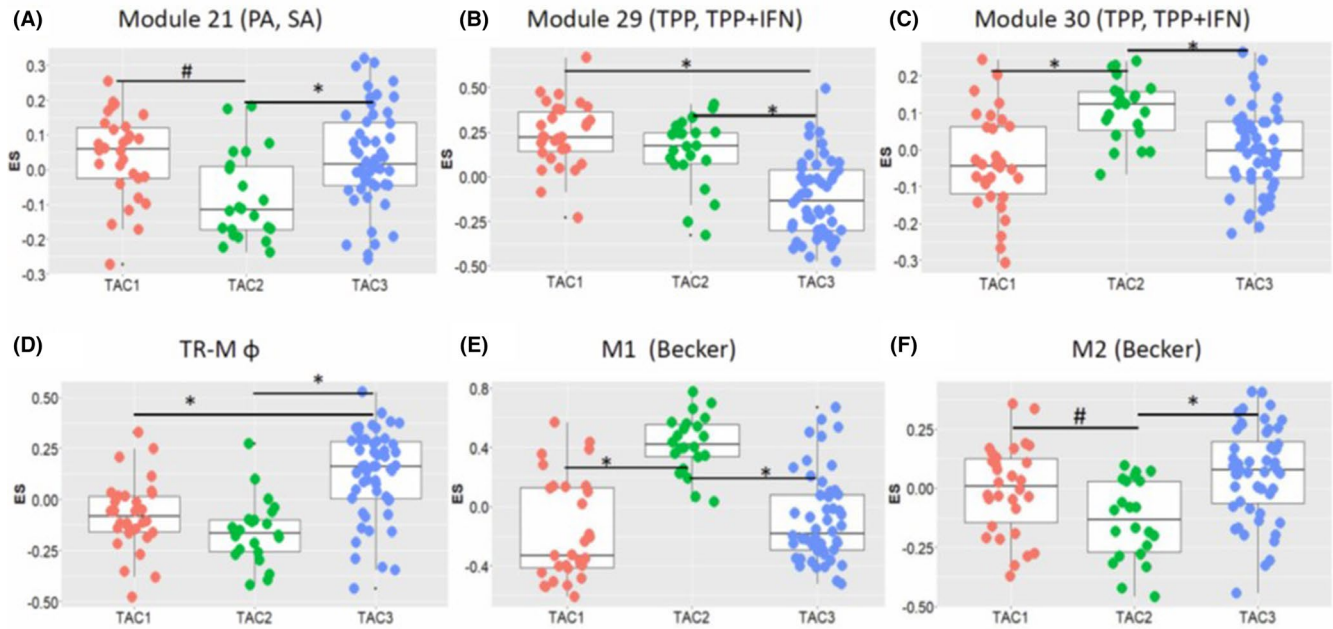 (A) Module 21 (PA, SA)
#
*
ES
0.3
0.2
0.1
0.0
-0.1
-0.2
-0.3
TAC1 TAC2 TAC3
(B) Module 29 (TPP, TPP+IFN)
*
*
ES
0.50
0.25
0.00
-0.25
-0.50
TAC1 TAC2 TAC3
(C) Module 30 (TPP, TPP+IFN)
*
*
ES
0.2
0.1
0.0
-0.1
-0.2
-0.3
TAC1 TAC2 TAC3
(D) TR-M ϕ
*
*
ES
0.50
0.25
0.00
-0.25
-0.50
TAC1 TAC2 TAC3
(E) M1 (Becker)
*
*
ES
0.8
0.4
0.0
-0.4
TAC1 TAC2 TAC3
(F) M2 (Becker)
#
*
ES
0.25
0.00
-0.25
-0.50
TAC1 TAC2 TAC3